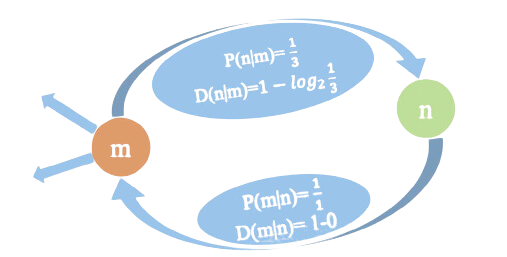 P(n|m)=1/3
D(n|m)=1 − log₂ 1/3
m
n
P(m|n)=1/1
D(m|n)= 1-0